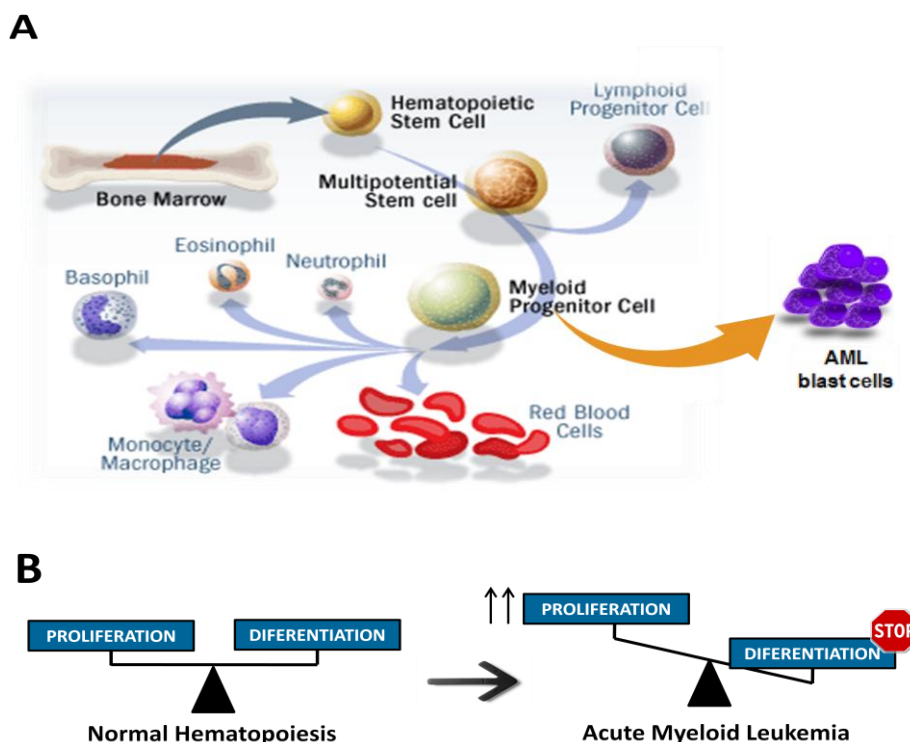 A
Hematopoietic
Stem Cell
Lymphoid
Progenitor Cell
Multipotential
Stem cell
Bone Marrow
Eosinophil
Neutrophil
Basophil
Myeloid
Progenitor Cell
AML
blast cells
Red Blood
Cells
Monocyte/
Macrophage
B
PROLIFERATION
DIFERENTIATION
Normal Hematopoiesis
PROLIFERATION
STOP
DIFERENTIATION
Acute Myeloid Leukemia